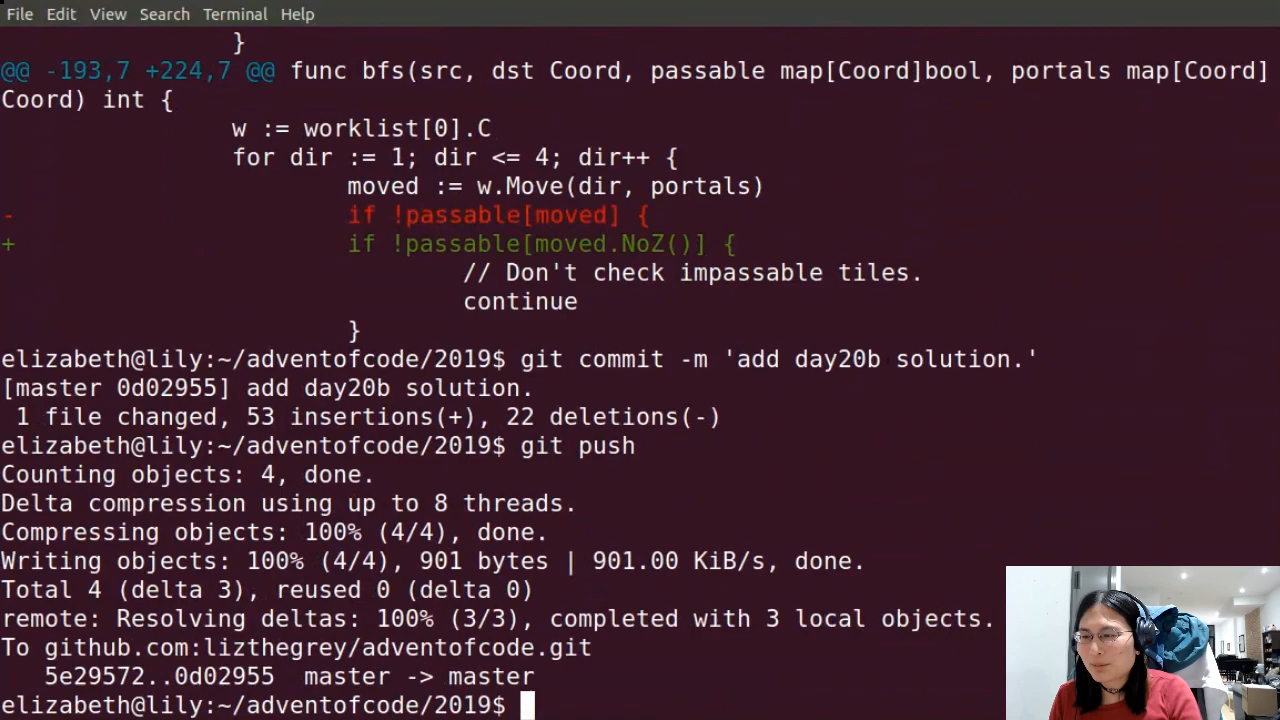 File Edit View Search Terminal Help
}
@@ -193,7 +224,7 @@ func bfs(src, dst Coord, passable map[Coord]bool, portals map[Coord]
Coord) int {
w := worklist[0].C
for dir := 1; dir <= 4; dir++ {
moved := w.Move(dir, portals)
- if !passable[moved] {
+ if !passable[moved.NoZ()] {
// Don't check impassable tiles.
continue
}
elizabeth@lily:~/adventofcode/2019$ git commit -m 'add day20b solution.'
[master 0d02955] add day20b solution.
1 file changed, 53 insertions(+), 22 deletions(-)
elizabeth@lily:~/adventofcode/2019$ git push
Counting objects: 4, done.
Delta compression using up to 8 threads.
Compressing objects: 100% (4/4), done.
Writing objects: 100% (4/4), 901 bytes | 901.00 KiB/s, done.
Total 4 (delta 3), reused 0 (delta 0)
remote: Resolving deltas: 100% (3/3), completed with 3 local objects.
To github.com:lizthegrey/adventofcode.git
5e29572..0d02955 master -> master
elizabeth@lily:~/adventofcode/2019$